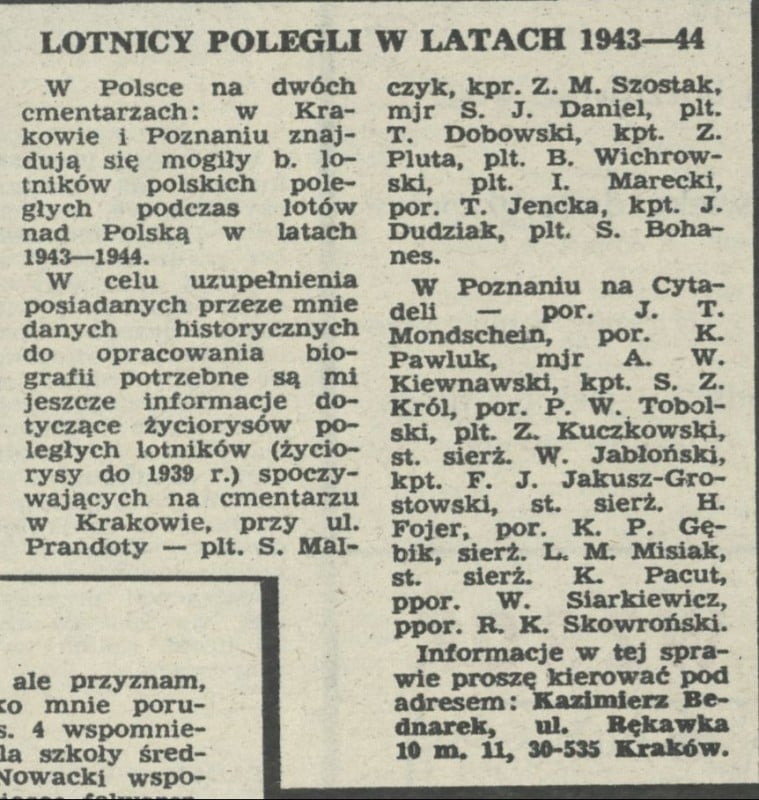 LOTNICY POLEGLI W LATACH 1943—44
W Polsce na dwóch
cmentarzach: w Kra-
kowie i Poznaniu znaj-
dują się mogiły b. lo-
tników polskich pole-
głych podczas lotów
nad Polską w latach
1943—1944.
W celu uzupełnienia
posiadanych przeze mnie
danych historycznych
do opracowania bio-
grafii potrzebne są mi
jeszcze informacje do-
tyczące życiorysów po-
ległych lotników (życio-
rysy do 1939 r.) spoczy-
wających na cmentarzu
w Krakowie, przy ul.
Prandoty — plt. S. Mal-
czyk, kpr. Z. M. Szostak,
mjr S. J. Daniel, plt.
T. Dobowski, kpt. Z.
Pluta, plt. B. Wichrow-
ski, plt. I. Marecki,
por. T. Jencka, kpt. J.
Dudziak, plt. S. Boha-
nes.
W Poznaniu na Cyta-
deli — por. J. T.
Mondschein, por. K.
Pawluk, mjr A. W.
Kiewnawski, kpt. S. Z.
Król, por. P. W. Tobol-
ski, plt. Z. Kuczkowski,
st. sierż. W. Jabłoński,
kpt. F. J. Jakusz-Gro-
stowski, st. sierż. H.
Fojer, por. K. P. Gę-
bik, sierż. L. M. Misiak,
st. sierż. K. Pacut,
ppor. W. Siarkiewicz,
ppor. R. K. Skowroński.
Informacje w tej spra-
wie proszę kierować pod
adresem: Kazimierz Be-
dnarek, ul. Rękawka
10 m. 11, 30-535 Kraków.
ale przyznam,
ko mnie poru-
s. 4 wspomnie-
la szkoły śred-
Nowacki wspo-